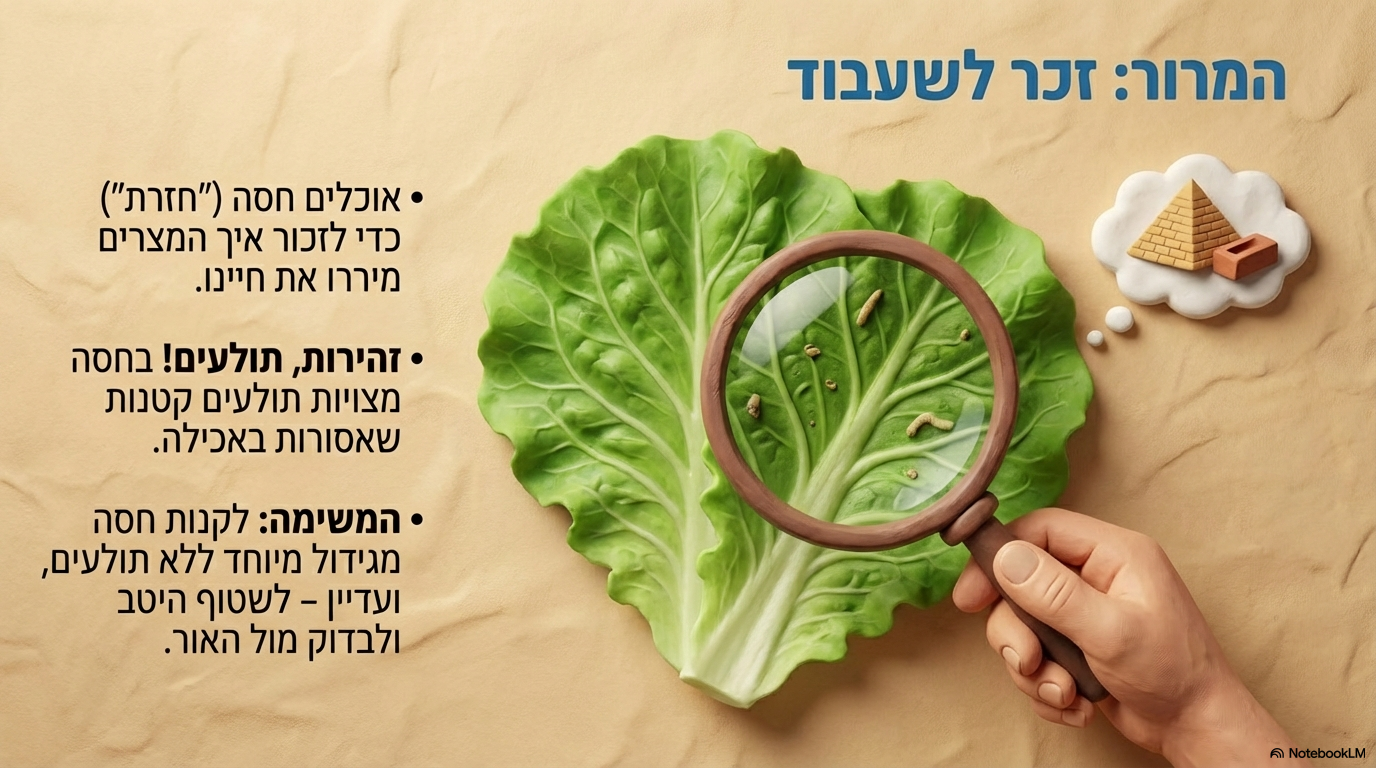 המרור: זכר לשעבוד
• אוכלים חסה ("חזרת")
כדי לזכור איך המצרים
מיררו את חיינו.
• זהירות, תולעים! בחסה
מצויות תולעים קטנות
שאסורות באכילה.
• המשימה: לקנות חסה
מגידול מיוחד ללא תולעים,
ועדיין – לשטוף היטב
ולבדוק מול האור.
NotebookLM